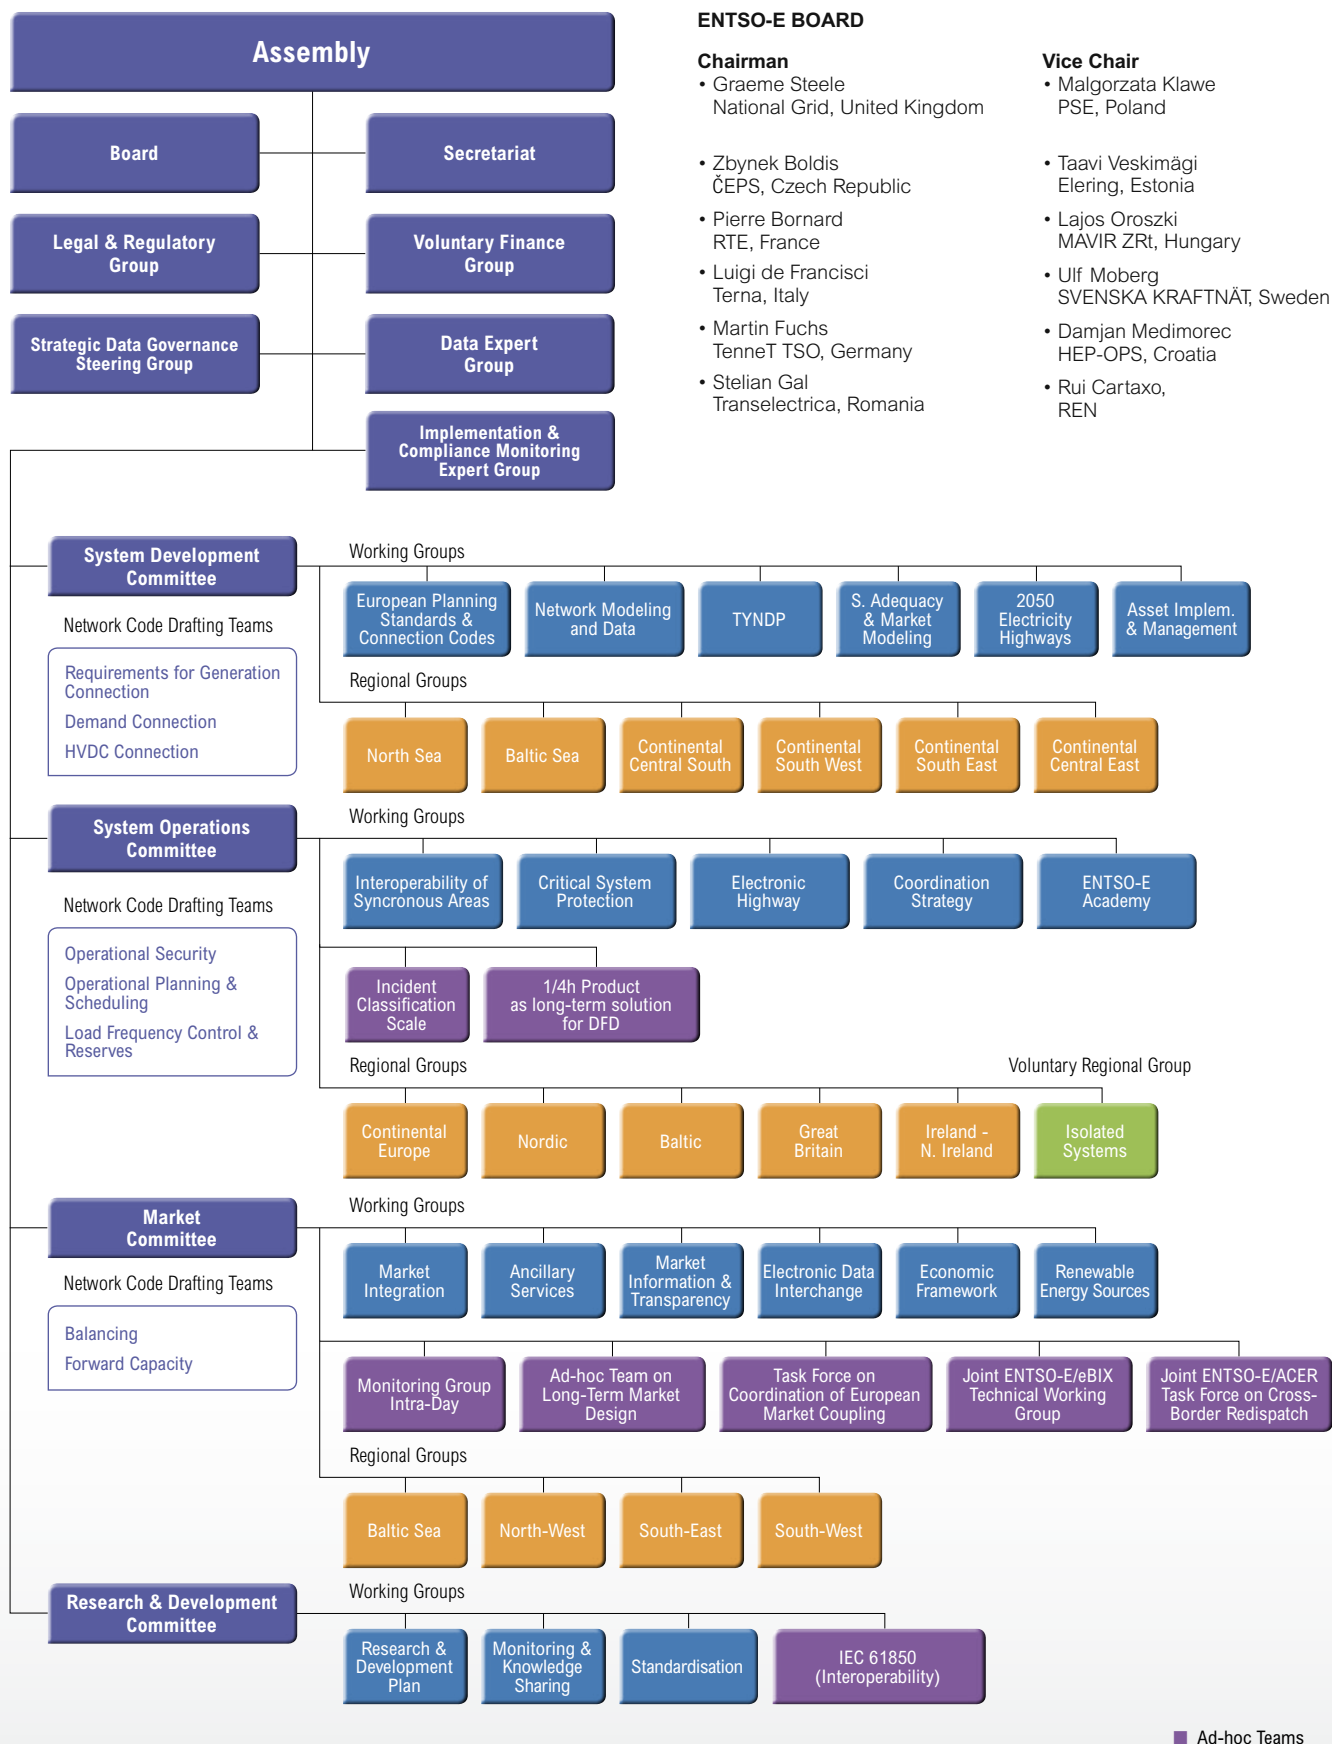 Assembly
Board
Secretariat
Legal & Regulatory
Group
Voluntary Finance
Group
Strategic Data Governance
Steering Group
Data Expert
Group
Implementation &
Compliance Monitoring
Expert Group
ENTSO-E BOARD
Chairman
• Graeme Steele
National Grid, United Kingdom
• Zbynek Boldis
ČEPS, Czech Republic
• Pierre Bornard
RTE, France
• Luigi de Francisci
Terna, Italy
• Martin Fuchs
TenneT TSO, Germany
• Stelian Gal
Transelectrica, Romania
Vice Chair
• Malgorzata Klawe
PSE, Poland
• Taavi Veskimägi
Elering, Estonia
• Lajos Oroszki
MAVIR ZRt, Hungary
• Ulf Moberg
SVENSKA KRAFTNÄT, Sweden
• Damjan Medimorec
HEP-OPS, Croatia
• Rui Cartaxo,
REN
System Development
Committee
Network Code Drafting Teams
Requirements for Generation
Connection
Demand Connection
HVDC Connection
Working Groups
European Planning
Standards &
Connection Codes
Network Modeling
and Data
TYNDP
S. Adequacy
& Market
Modeling
2050
Electricity
Highways
Asset Implem.
& Management
Regional Groups
North Sea
Baltic Sea
Continental
Central South
Continental
South West
Continental
South East
Continental
Central East
System Operations
Committee
Network Code Drafting Teams
Operational Security
Operational Planning &
Scheduling
Load Frequency Control &
Reserves
Working Groups
Interoperability of
Syncronous Areas
Critical System
Protection
Electronic
Highway
Coordination
Strategy
ENTSO-E
Academy
Incident
Classification
Scale
1/4h Product
as long-term solution
for DFD
Regional Groups
Voluntary Regional Group
Continental
Europe
Nordic
Baltic
Great
Britain
Ireland -
N. Ireland
Isolated
Systems
Market
Committee
Network Code Drafting Teams
Balancing
Forward Capacity
Working Groups
Market
Integration
Ancillary
Services
Market
Information &
Transparency
Electronic Data
Interchange
Economic
Framework
Renewable
Energy Sources
Monitoring Group
Intra-Day
Ad-hoc Team on
Long-Term Market
Design
Task Force on
Coordination of European
Market Coupling
Joint ENTSO-E/eBIX
Technical Working
Group
Joint ENTSO-E/ACER
Task Force on Cross-
Border Redispatch
Regional Groups
Baltic Sea
North-West
South-East
South-West
Research & Development
Committee
Working Groups
Research &
Development
Plan
Monitoring &
Knowledge
Sharing
Standardisation
IEC 61850
(Interoperability)
Ad-hoc Teams